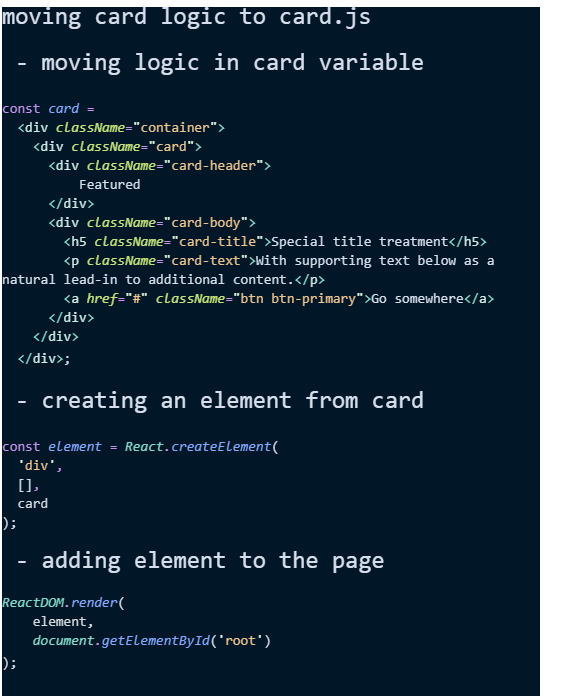 moving card logic to card.js
- moving logic in card variable
const card =
<div className="container">
<div className="card">
<div className="card-header">
Featured
</div>
<div className="card-body">
<h5 className="card-title">Special title treatment</h5>
<p className="card-text">With supporting text below as a
natural lead-in to additional content.</p>
<a href="#" className="btn btn-primary">Go somewhere</a>
</div>
</div>
</div>;
- creating an element from card
const element = React.createElement(
'div',
[],
card
);
- adding element to the page
ReactDOM.render(
element,
document.getElementById('root')
);